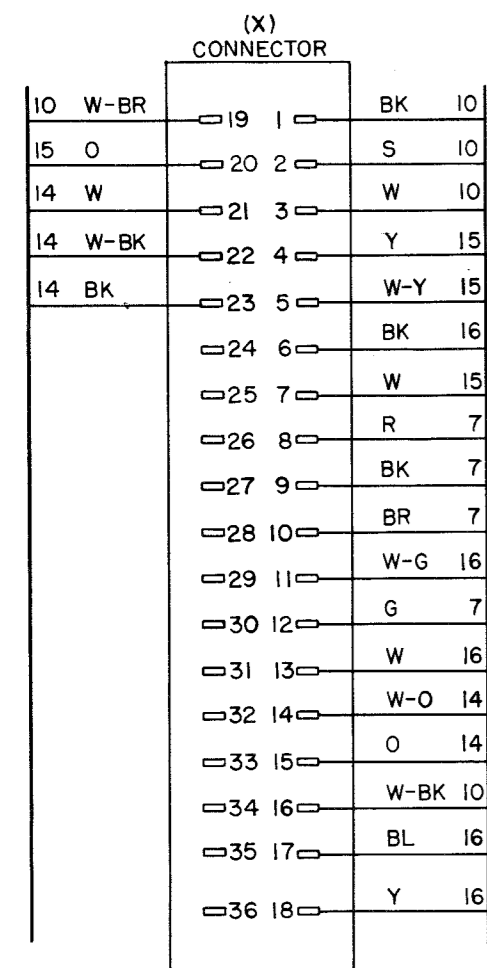 (X)
CONNECTOR
10 W-BR 19 1 BK 10
15 O 20 2 S 10
14 W 21 3 W 10
14 W-BK 22 4 Y 15
14 BK 23 5 W-Y 15
24 6 BK 16
25 7 W 15
26 8 R 7
27 9 BK 7
28 10 BR 7
29 11 W-G 16
30 12 G 7
31 13 W 16
32 14 W-O 14
33 15 O 14
34 16 W-BK 10
35 17 BL 16
36 18 Y 16